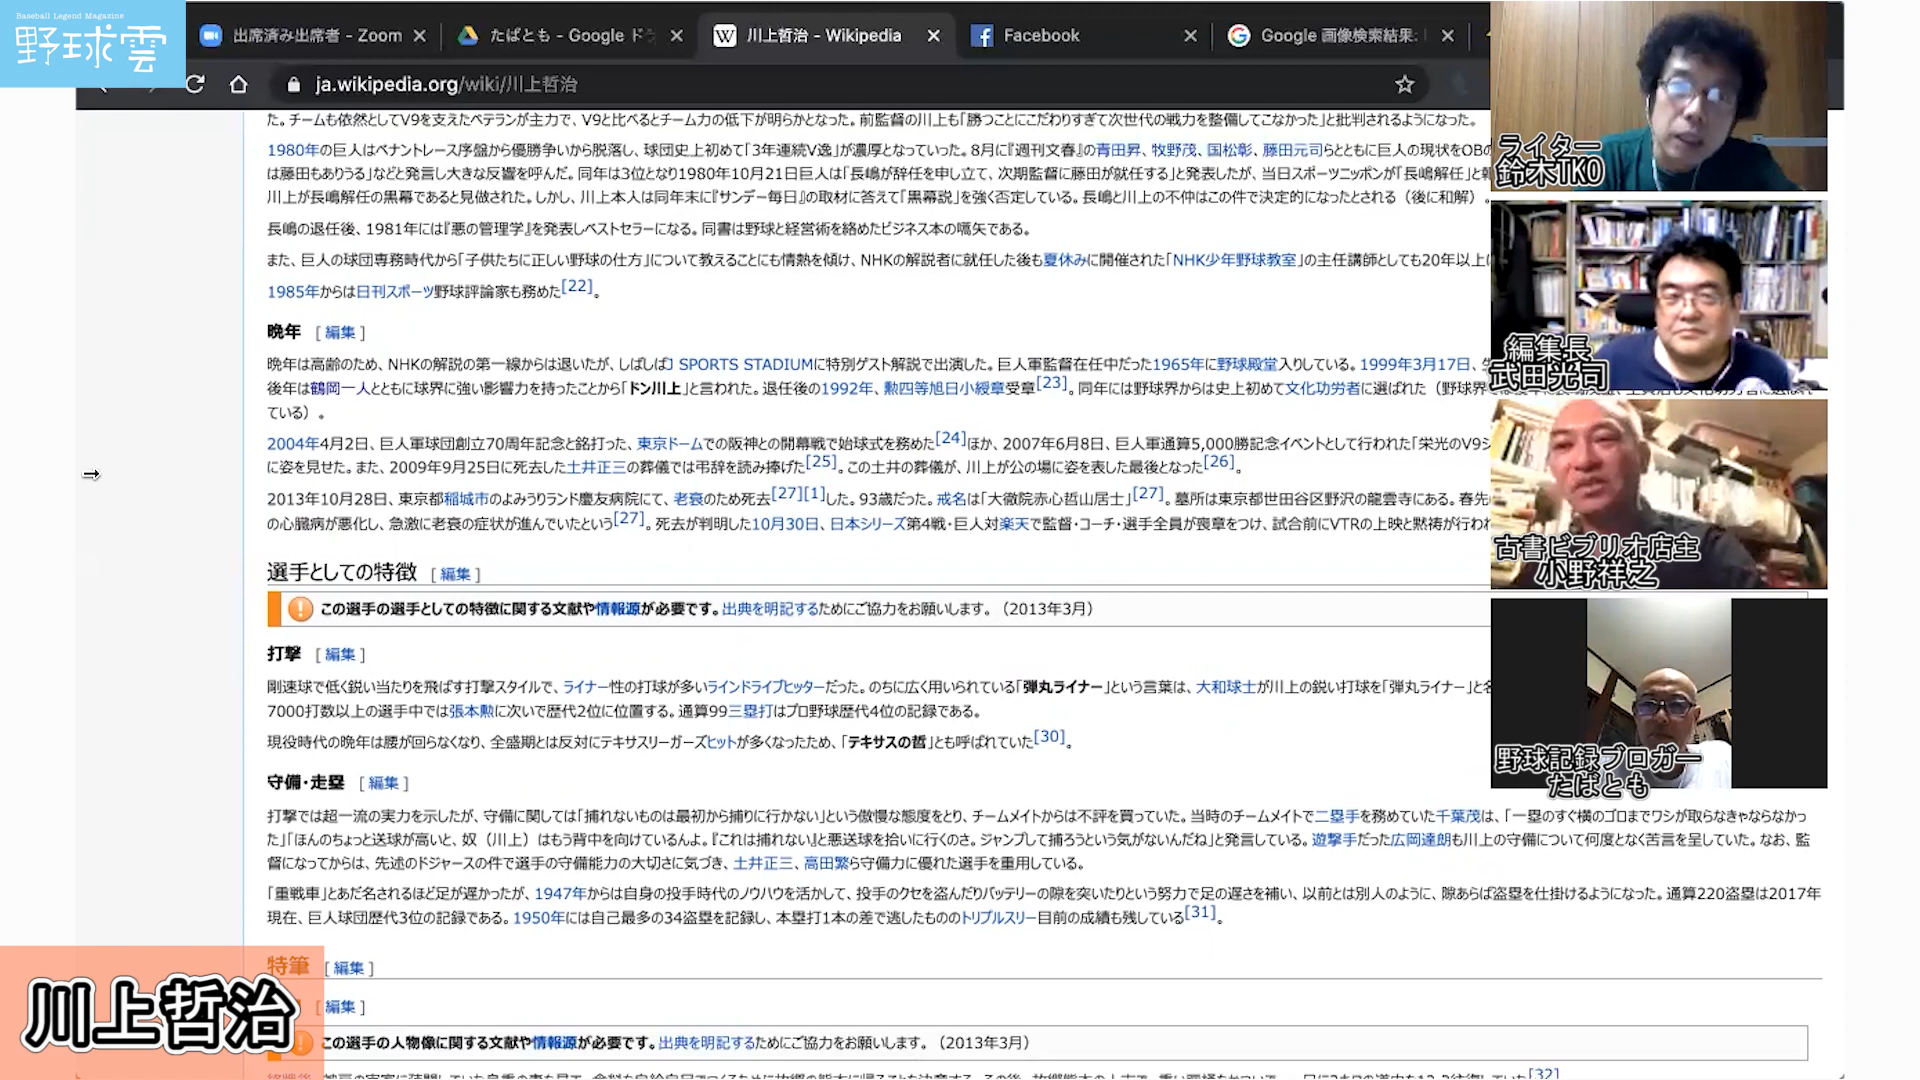 Baseball Legend Magazine
野球雲
出席済み出席者 - Zoom
たばとも - Google ド
川上哲治 - Wikipedia
Facebook
Google 画像検索結果:
ja.wikipedia.org/wiki/川上哲治
た。チームも依然としてV9を支えたベテランが主力で、V9と比べるとチーム力の低下が明らかとなった。前監督の川上も「勝つことにこだわりすぎて次世代の戦力を整備してこなかった」と批判されるようになった。
1980年の巨人はペナントレース序盤から優勝争いから脱落し、球団史上初めて「3年連続V逸」が濃厚となっていった。8月に『週刊文春』の青田昇、牧野茂、国松彰、藤田元司らとともに巨人の現状をOBの
は藤田もありうる」などと発言し大きな反響を呼んだ。同年は3位となり1980年10月21日巨人は「長嶋が辞任を申し立て、次期監督に藤田が就任する」と発表したが、当日スポーツニッポンが「長嶋解任」と
川上が長嶋解任の黒幕であると見做された。しかし、川上本人は同年末に『サンデー毎日』の取材に答えて「黒幕説」を強く否定している。長嶋と川上の不仲はこの件で決定的になったとされる（後に和解）。
長嶋の退任後、1981年には『悪の管理学』を発表しベストセラーになる。同書は野球と経営術を絡めたビジネス本の嚆矢である。
また、巨人の球団専務時代から「子供たちに正しい野球の仕方」について教えることにも情熱を傾け、NHKの解説者に就任した後も夏休みに開催された「NHK少年野球教室」の主任講師としても20年以上
1985年からは日刊スポーツ野球評論家も務めた[22]。
晩年 [編集]
晩年は高齢のため、NHKの解説の第一線からは退いたが、しばしばJ SPORTS STADIUMに特別ゲスト解説で出演した。巨人軍監督在任中だった1965年に野球殿堂入りしている。1999年3月17日、
後年は鶴岡一人とともに球界に強い影響力を持ったことから「ドン川上」と言われた。退任後の1992年、勲四等旭日小綬章受章[23]。同年には野球界からは史上初めて文化功労者に選ばれた（野球界
ている）。
2004年4月2日、巨人軍球団創立70周年記念と銘打った、東京ドームでの阪神との開幕戦で始球式を務めた[24]ほか、2007年6月8日、巨人軍通算5,000勝記念イベントとして行われた「栄光のV9シ
に姿を見せた。また、2009年9月25日に死去した土井正三の葬儀では弔辞を読み捧げた[25]。この土井の葬儀が、川上が公の場に姿を表した最後となった[26]。
2013年10月28日、東京都稲城市のよみうりランド慶友病院にて、老衰のため死去[27][1]した。93歳だった。戒名は「大徹院赤心哲山居士」[27]。墓所は東京都世田谷区野沢の龍雲寺にある。春先
の心臓病が悪化し、急激に老衰の症状が進んでいたという[27]。死去が判明した10月30日、日本シリーズ第4戦・巨人対楽天で監督・コーチ・選手全員が喪章をつけ、試合前にVTRの上映と黙祷が行わ
選手としての特徴 [編集]
この選手の選手としての特徴に関する文献や情報源が必要です。出典を明記するためにご協力をお願いします。（2013年3月）
打撃 [編集]
剛速球で低く鋭い当たりを飛ばす打撃スタイルで、ライナー性の打球が多いラインドライブヒッターだった。のちに広く用いられている「弾丸ライナー」という言葉は、大和球士が川上の鋭い打球を「弾丸ライナー」と
7000打数以上の選手中では張本勲に次いで歴代2位に位置する。通算99三塁打はプロ野球歴代4位の記録である。
現役時代の晩年は腰が回らなくなり、全盛期とは反対にテキサスリーガーズヒットが多くなったため、「テキサスの哲」とも呼ばれていた[30]。
守備・走塁 [編集]
打撃では超一流の実力を示したが、守備に関しては「捕れないものは最初から捕りに行かない」という傲慢な態度をとり、チームメイトからは不評を買っていた。当時のチームメイトで二塁手を務めていた千葉茂は、「一塁のすぐ横のゴロまでワシが取らなきゃならなかっ
た」「ほんのちょっと送球が高いと、奴（川上）はもう背中を向けているんよ。『これは捕れない』と悪送球を拾いに行くのさ。ジャンプして捕ろうという気がないんだね」と発言している。遊撃手だった広岡達朗も川上の守備について何度となく苦言を呈していた。なお、監
督になってからは、先述のドジャースの件で選手の守備能力の大切さに気づき、土井正三、高田繁ら守備力に優れた選手を重用している。
「重戦車」とあだ名されるほど足が遅かったが、1947年からは自身の投手時代のノウハウを活かして、投手のクセを盗んだりバッテリーの隙を突いたりという努力で足の遅さを補い、以前とは別人のように、隙あらば盗塁を仕掛けるようになった。通算220盗塁は2017年
現在、巨人球団歴代3位の記録である。1950年には自己最多の34盗塁を記録し、本塁打1本の差で逃したもののトリプルスリー目前の成績も残している[31]。
特筆 [編集]
[編集]
この選手の人物像に関する文献や情報源が必要です。出典を明記するためにご協力をお願いします。（2013年3月）
[32]
川上哲治
ライター
鈴木TKO
編集長
武田光司
古書ビブリオ店主
小野祥之
野球記録ブロガー
たばとも